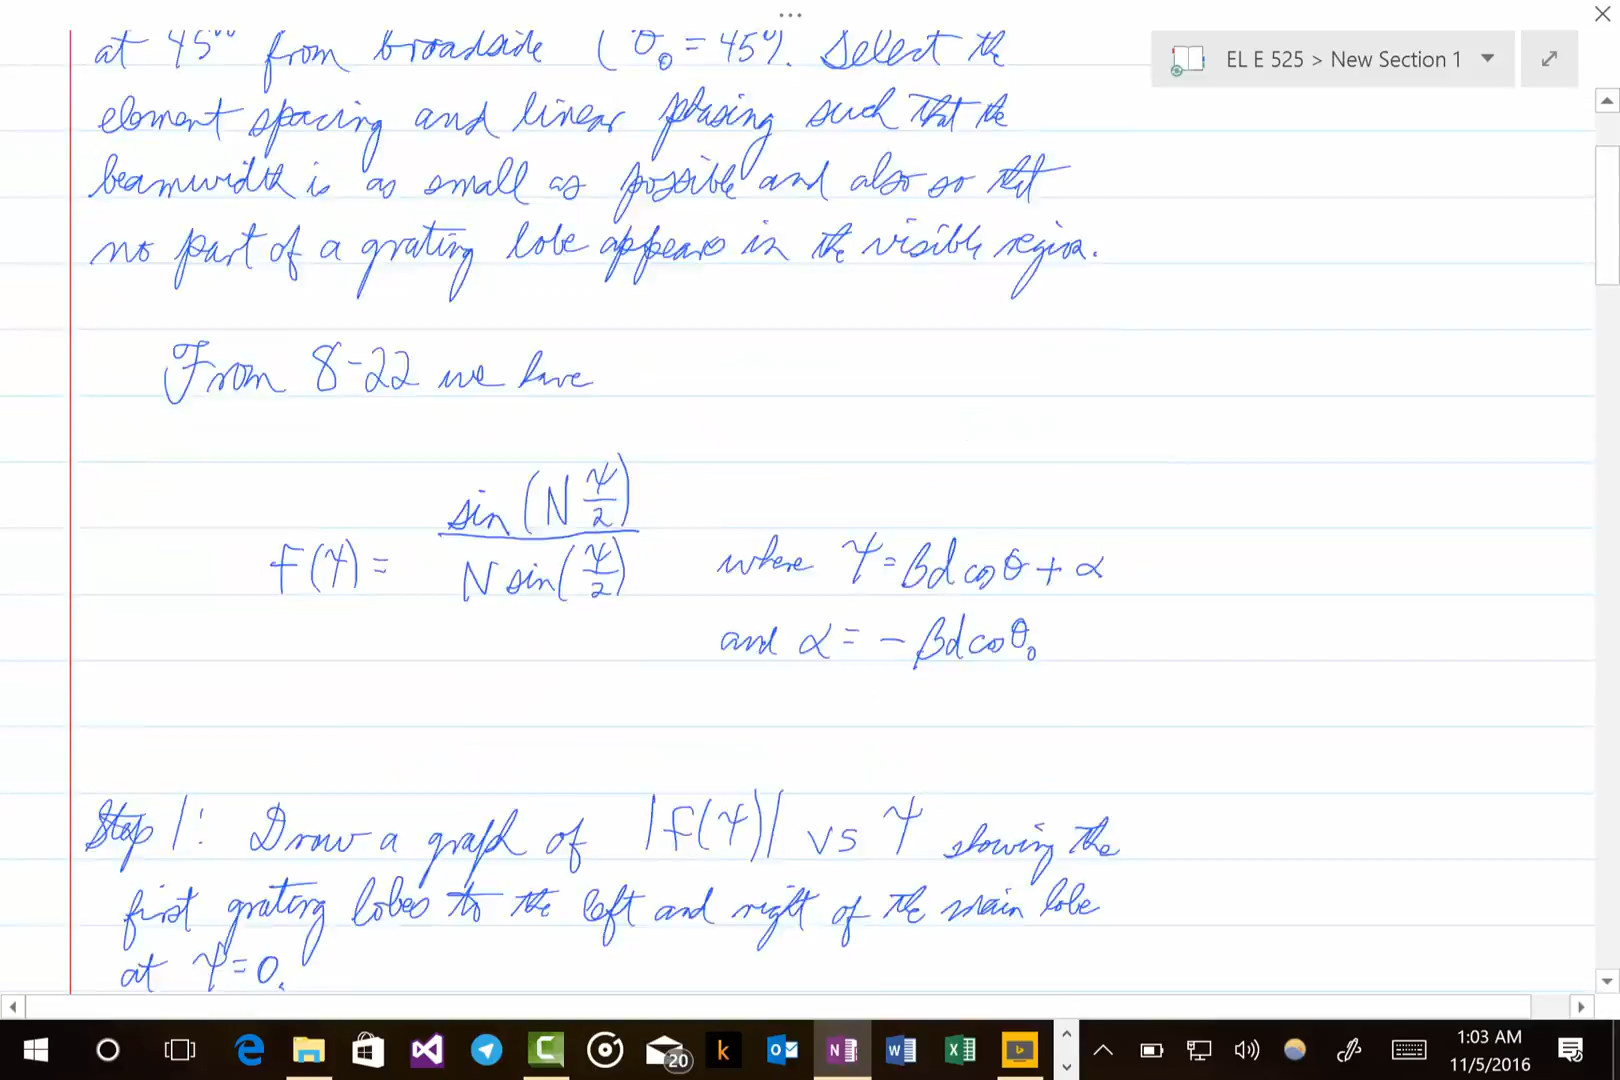 at 45° from broadside (θ₀ = 45°). Select the
element spacing and linear phasing such that the
beamwidth is as small as possible and also so that
no part of a grating lobe appears in the visible region.
From 8-22 we have
f(Ψ) = sin(N Ψ/2) / N sin(Ψ/2) where Ψ = βd cos θ + α
and α = - βd cos θ₀
Step 1: Draw a graph of |f(Ψ)| vs Ψ showing the
first grating lobes to the left and right of the main lobe
at Ψ = 0.
EL E 525 > New Section 1
20
1:03 AM
11/5/2016